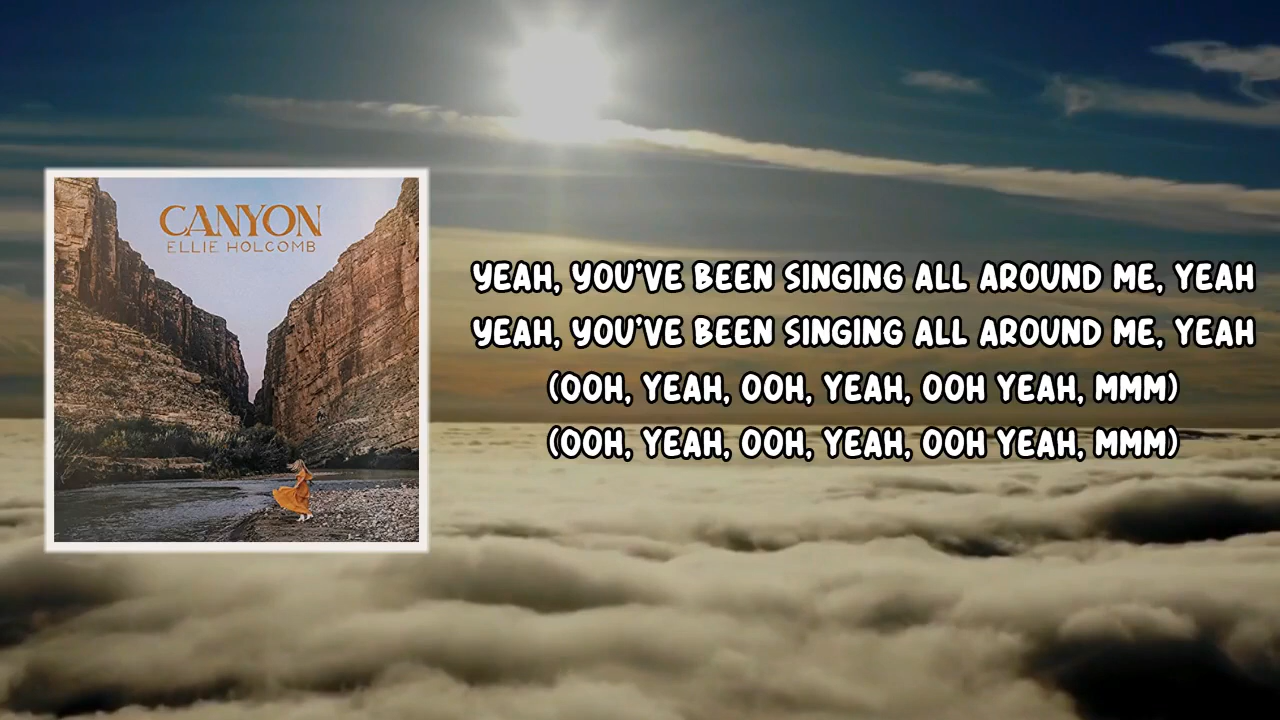 CANYON
ELLIE HOLCOMB
YEAH, YOU'VE BEEN SINGING ALL AROUND ME, YEAH
YEAH, YOU'VE BEEN SINGING ALL AROUND ME, YEAH
(OOH, YEAH, OOH, YEAH, OOH YEAH, MMM)
(OOH, YEAH, OOH, YEAH, OOH YEAH, MMM)